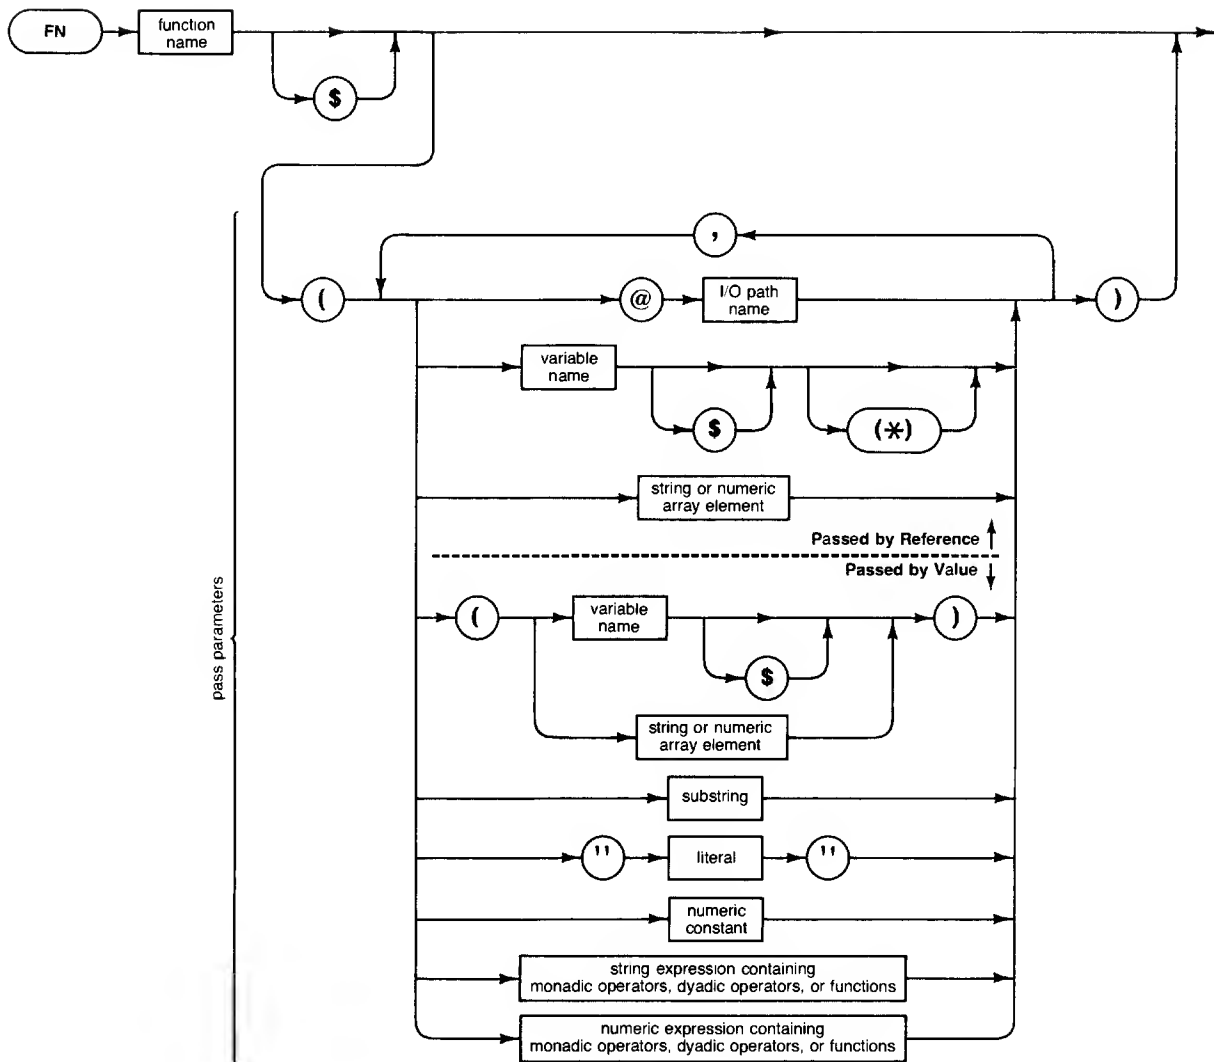 FN
function
name
$
,
(
@
I/O path
name
)
variable
name
$
(*)
string or numeric
array element
Passed by Reference
Passed by Value
pass parameters
(
variable
name
)
$
string or numeric
array element
substring
"
literal
"
numeric
constant
string expression containing
monadic operators, dyadic operators, or functions
numeric expression containing
monadic operators, dyadic operators, or functions